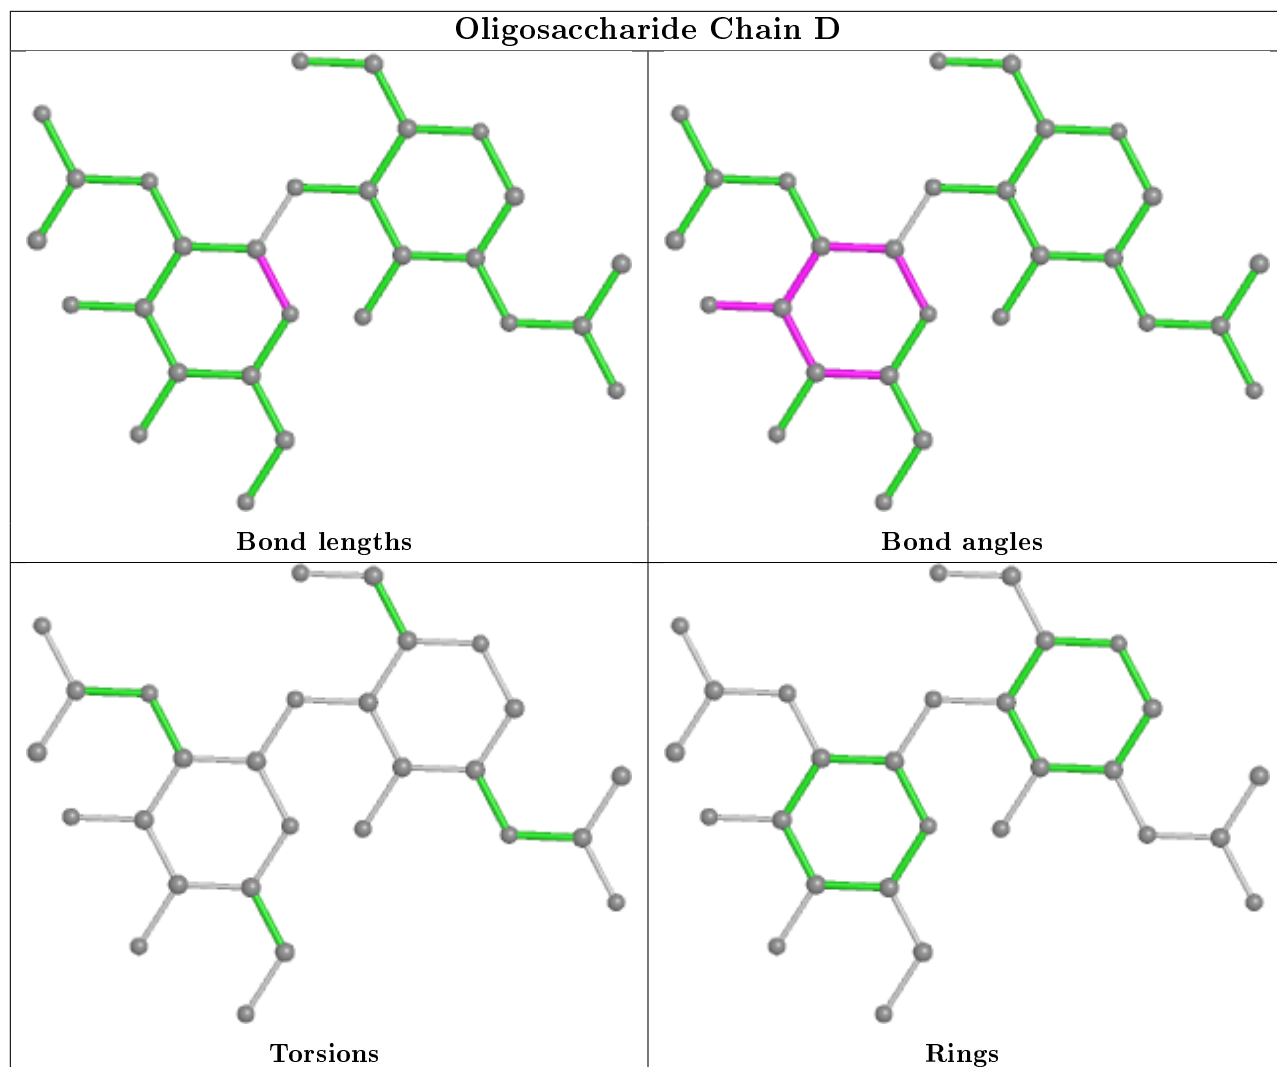 Oligosaccharide Chain D
Bond lengths
Bond angles
Torsions
Rings